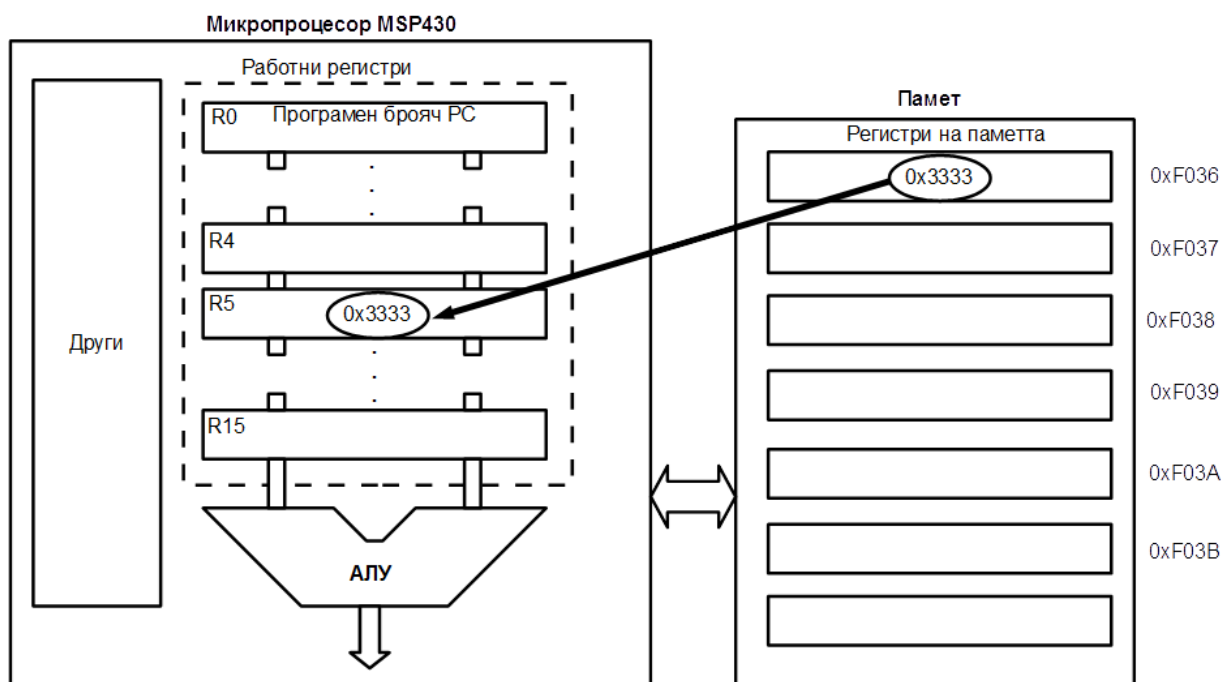 Микропроцесор MSP430
Работни регистри
R0 Програмен брояч PC
R4
R5 0x3333
Други
R15
АЛУ
Памет
Регистри на паметта
0x3333 0xF036
0xF037
0xF038
0xF039
0xF03A
0xF03B